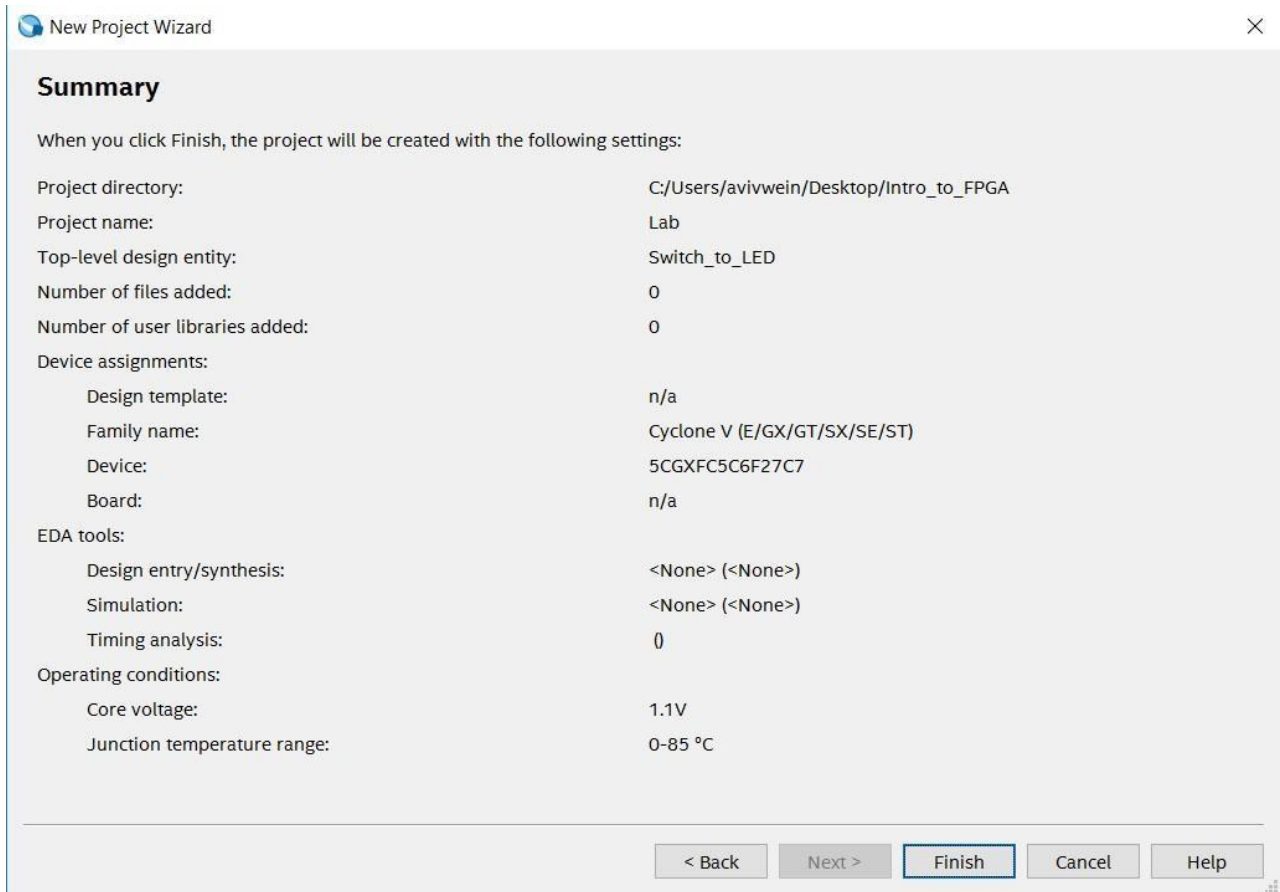 New Project Wizard
Summary
When you click Finish, the project will be created with the following settings:
Project directory: C:/Users/avivwein/Desktop/Intro_to_FPGA
Project name: Lab
Top-level design entity: Switch_to_LED
Number of files added: 0
Number of user libraries added: 0
Device assignments:
Design template: n/a
Family name: Cyclone V (E/GX/GT/SX/SE/ST)
Device: 5CGXFC5C6F27C7
Board: n/a
EDA tools:
Design entry/synthesis: <None> (<None>)
Simulation: <None> (<None>)
Timing analysis: ()
Operating conditions:
Core voltage: 1.1V
Junction temperature range: 0-85 °C
< Back Next > Finish Cancel Help